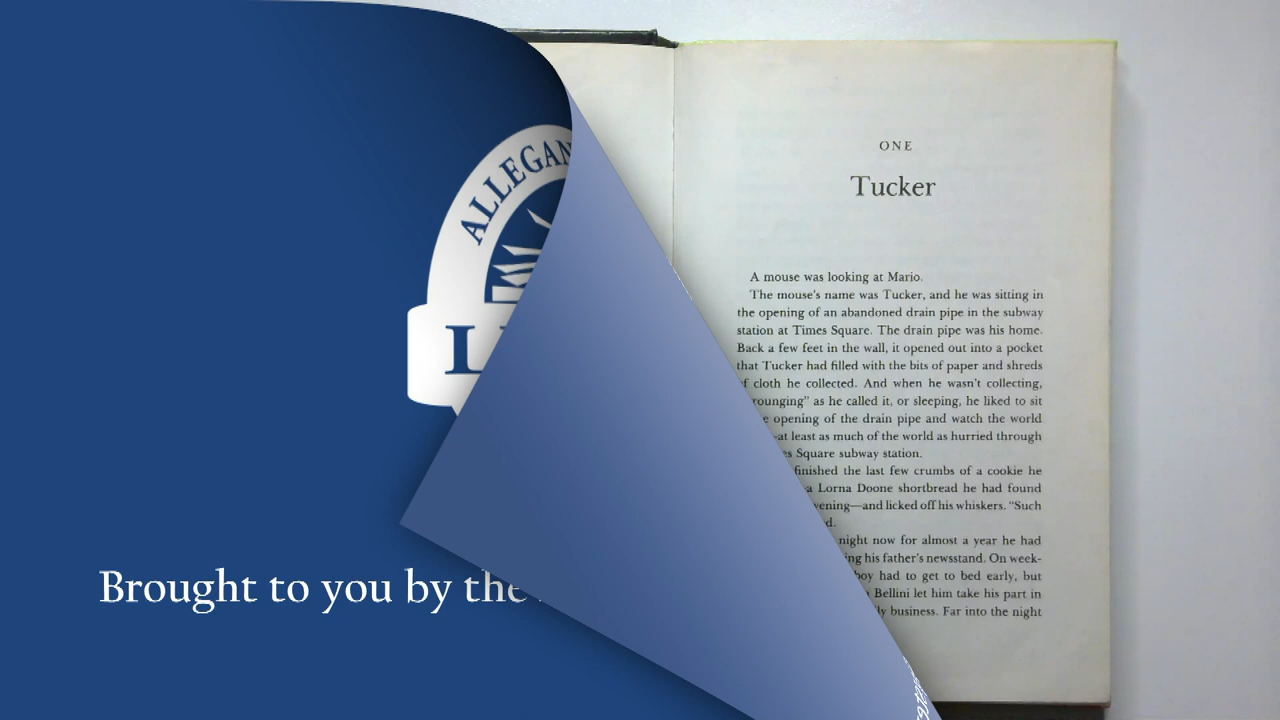 ALLEGAN
L
Brought to you by the
ONE
Tucker
A mouse was looking at Mario.
The mouse's name was Tucker, and he was sitting in
the opening of an abandoned drain pipe in the subway
station at Times Square. The drain pipe was his home.
Back a few feet in the wall, it opened out into a pocket
that Tucker had filled with the bits of paper and shreds
of cloth he collected. And when he wasn't collecting,
rounging" as he called it, or sleeping, he liked to sit
opening of the drain pipe and watch the world
—at least as much of the world as hurried through
es Square subway station.
finished the last few crumbs of a cookie he
a Lorna Doone shortbread he had found
vening—and licked off his whiskers. "Such
d.
night now for almost a year he had
ing his father's newsstand. On week-
boy had to get to bed early, but
Bellini let him take his part in
ly business. Far into the night